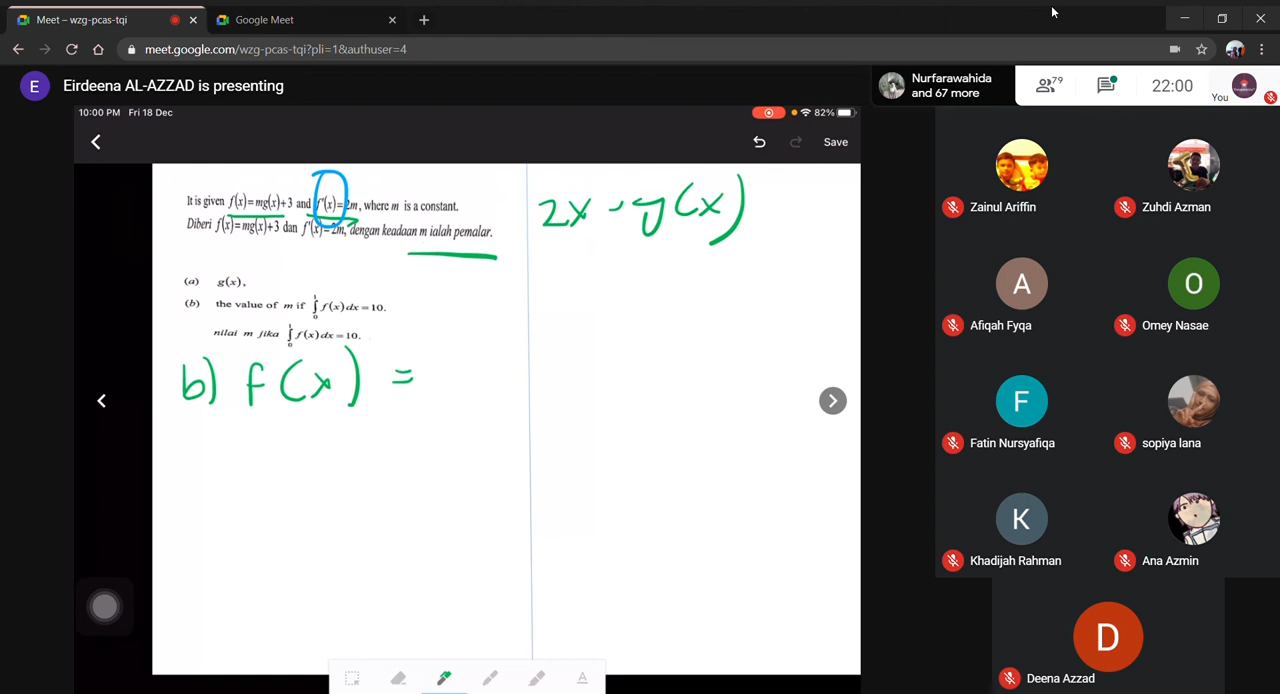 Meet – wzg-pcas-tqi
Google Meet
meet.google.com/wzg-pcas-tqi?pli=1&authuser=4
E
Eirdeena AL-AZZAD is presenting
Nurfarawahida
and 67 more
79
22:00
You
10:00 PM Fri 18 Dec
82%
Save
It is given f(x)=mg(x)+3 and f'(x)=2m, where m is a constant.
Diberi f(x)=mg(x)+3 dan f'(x)=2m, dengan keadaan m ialah pemalar.
2x = g(x)
(a) g(x),
(b) the value of m if ∫₀¹ f(x)dx=10.
nilai m jika ∫₀¹ f(x)dx=10.
b) f(x) =
Zainul Ariffin
Zuhdi Azman
A
O
Afiqah Fyqa
Omey Nasae
F
Fatin Nursyafiqa
sopiya lana
K
Khadijah Rahman
Ana Azmin
D
Deena Azzad
A